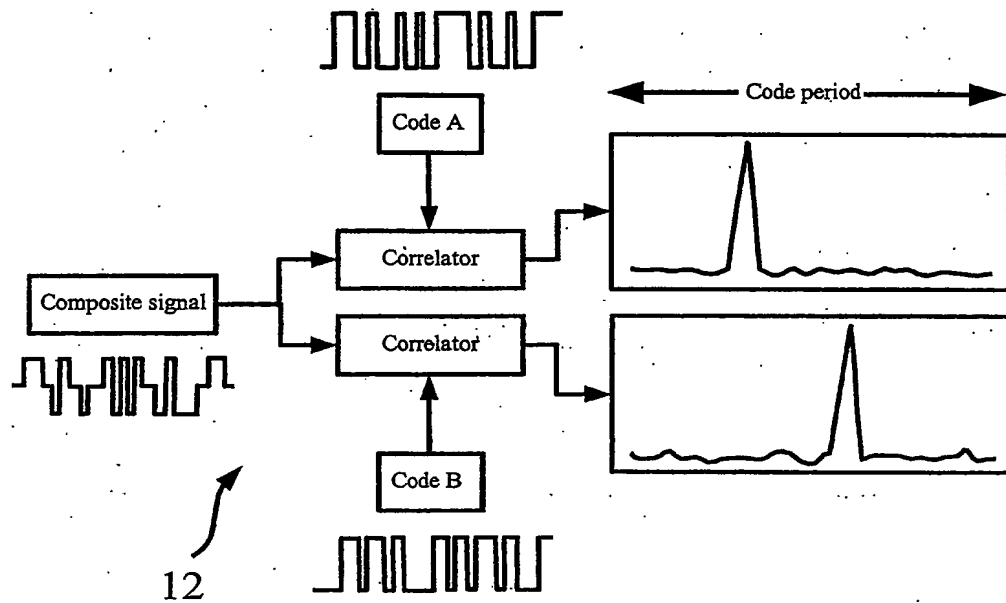 Code period
Code A
Correlator
Composite signal
Correlator
Code B
12